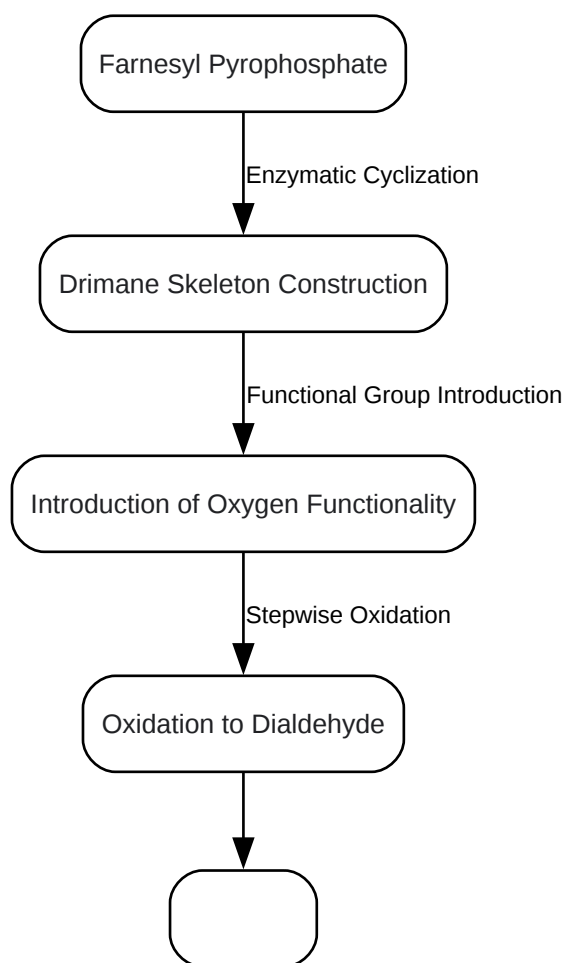 Farnesyl Pyrophosphate
Enzymatic Cyclization
Drimane Skeleton Construction
Functional Group Introduction
Introduction of Oxygen Functionality
Stepwise Oxidation
Oxidation to Dialdehyde